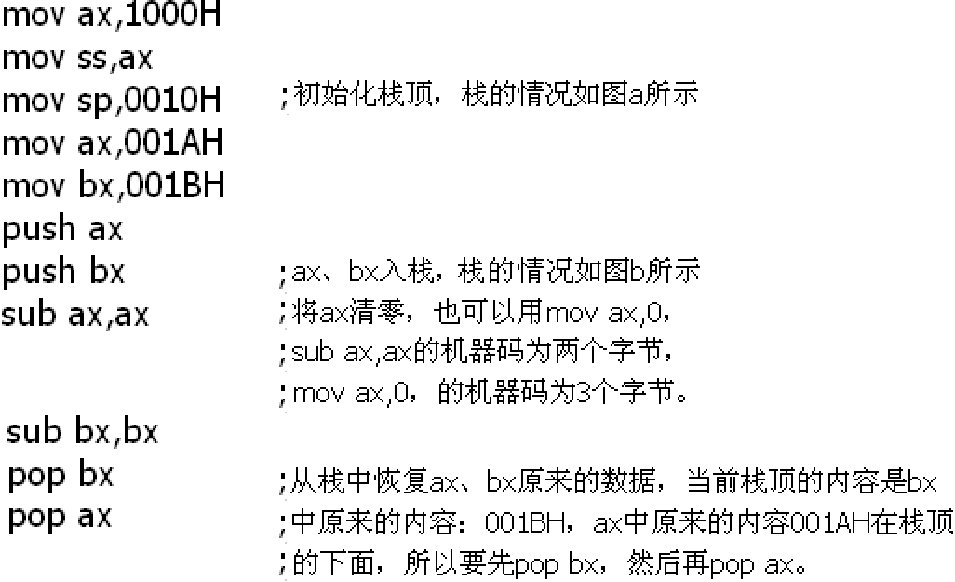 mov ax,1000H
mov ss,ax
mov sp,0010H ;初始化栈顶，栈的情况如图a所示
mov ax,001AH
mov bx,001BH
push ax
push bx ;ax、bx入栈，栈的情况如图b所示
sub ax,ax ;将ax清零，也可以用mov ax,0，
;sub ax,ax的机器码为两个字节，
;mov ax,0，的机器码为3个字节。
sub bx,bx
pop bx ;从栈中恢复ax、bx原来的数据，当前栈顶的内容是bx
pop ax ;中原来的内容：001BH，ax中原来的内容001AH在栈顶
;的下面，所以要先pop bx，然后再pop ax。